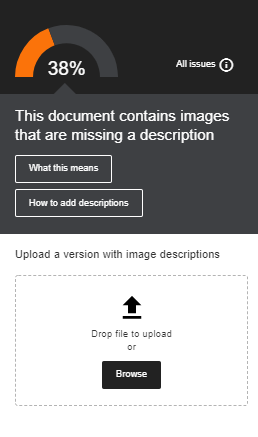 38%
All issues
This document contains images
that are missing a description
What this means
How to add descriptions
Upload a version with image descriptions
Drop file to upload
or
Browse